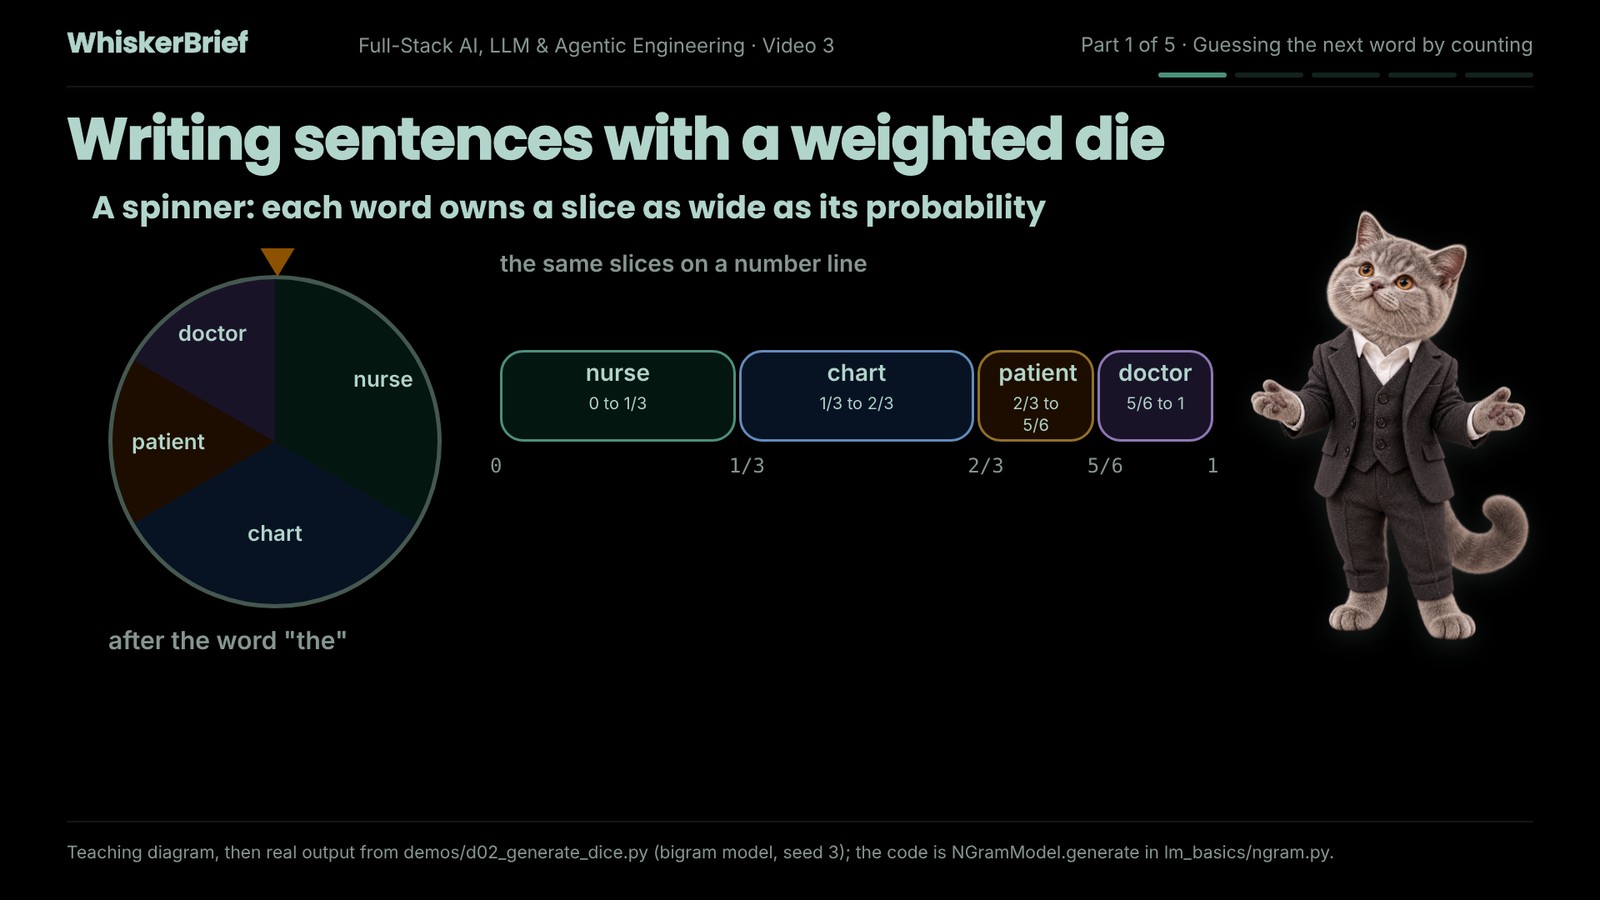 WhiskerBrief
Full-Stack AI, LLM & Agentic Engineering · Video 3
Part 1 of 5 · Guessing the next word by counting
Writing sentences with a weighted die
A spinner: each word owns a slice as wide as its probability
the same slices on a number line
doctor
nurse
patient
chart
after the word "the"
nurse
0 to 1/3
chart
1/3 to 2/3
patient
2/3 to
5/6
doctor
5/6 to 1
0 1/3 2/3 5/6 1
Teaching diagram, then real output from demos/d02_generate_dice.py (bigram model, seed 3); the code is NGramModel.generate in lm_basics/ngram.py.